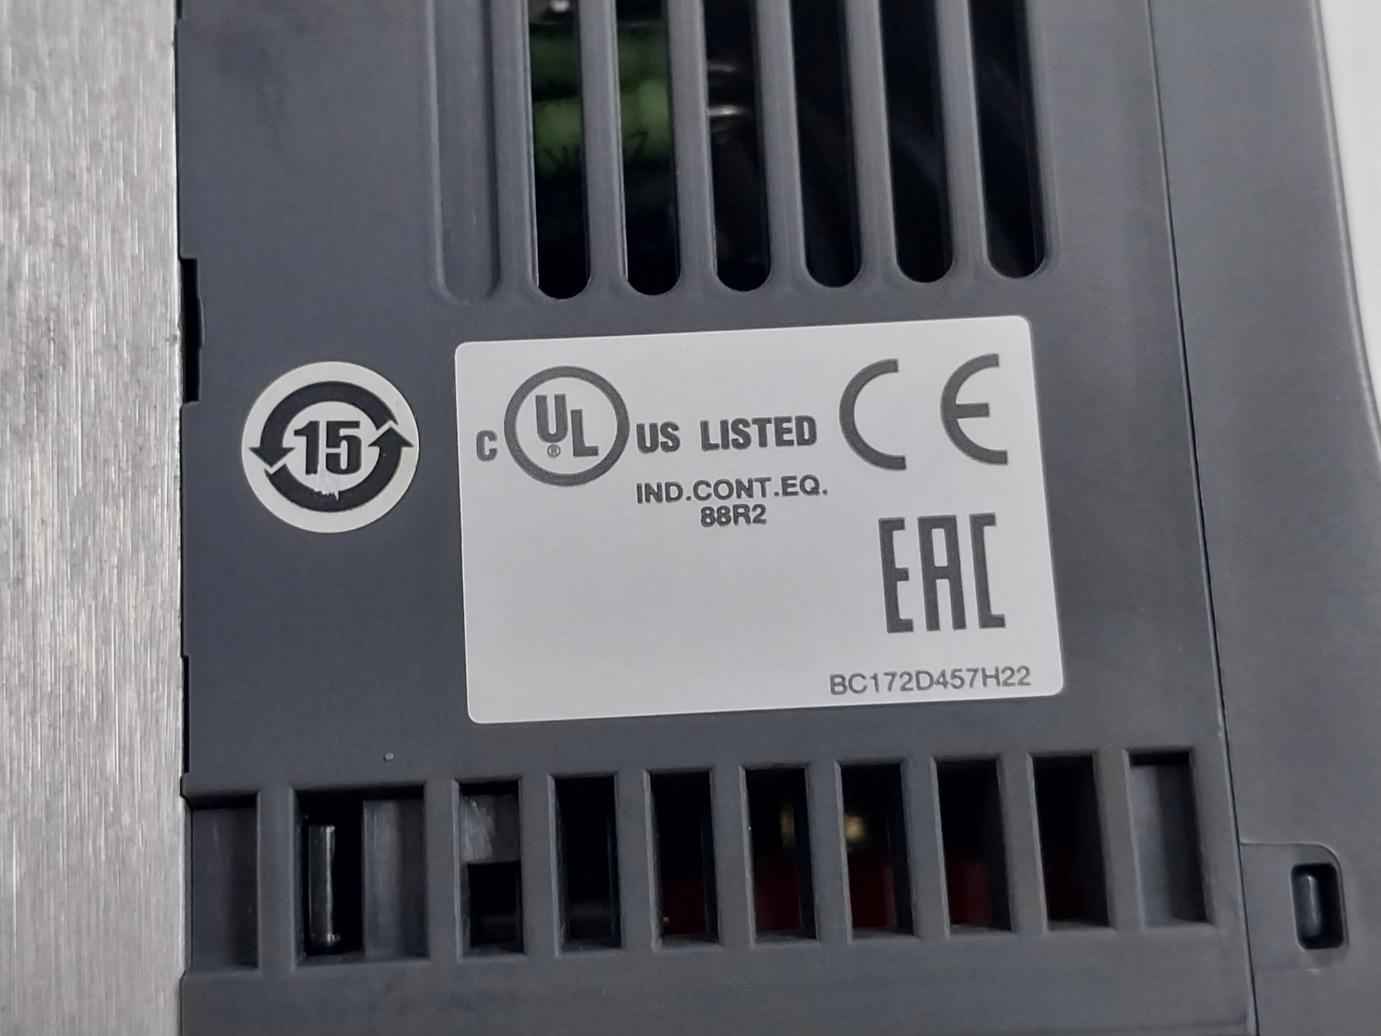 15
C UL® US LISTED CE
IND.CONT.EQ.
88R2
EAC
BC172D457H22